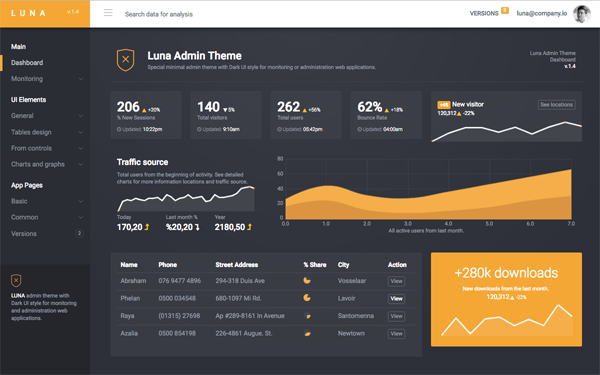 LUNA
v.1.4
Search data for analysis
VERSIONS
luna@company.io
Main
Dashboard
Monitoring
UI Elements
General
Tables design
From controls
Charts and graphs
App Pages
Basic
Common
Versions 2
LUNA admin theme with
Dark UI style for monitoring
and administration web
applications.
Luna Admin Theme
Special minimal admin theme with Dark UI style for monitoring or administration web applications.
Luna Admin Theme
Dashboard
v.1.4
206 +20%
% New Sessions
Updated: 10:22pm
140 5%
Total visitors
Updated: 9:10am
262 +56%
Total users
Updated: 05:42pm
62% +18%
Bounce Rate
Updated: 04:00am
New visitor
See locations
120,312 -22%
Traffic source
Total users from the beginning of activity. See detailed
charts for more information locations and traffic source.
Today Last month % Year
170,20 %20,20 2180,50
80
60
40
20
0
0.0 1.0 2.0 3.0 4.0 5.0 6.0 7.0
All active users from last month.
Name Phone Street Address % Share City Action
Abraham 076 9477 4896 294-318 Duis Ave Vosselaar View
Phelan 0500 034548 680-1097 Mi Rd. Lavoir View
Raya (01315) 27698 Ap #289-8161 In Avenue Santomenna View
Azalia 0500 854198 226-4861 Augue. St. Newtown View
+280k downloads
New downloads from the last month.
120,312 -22%